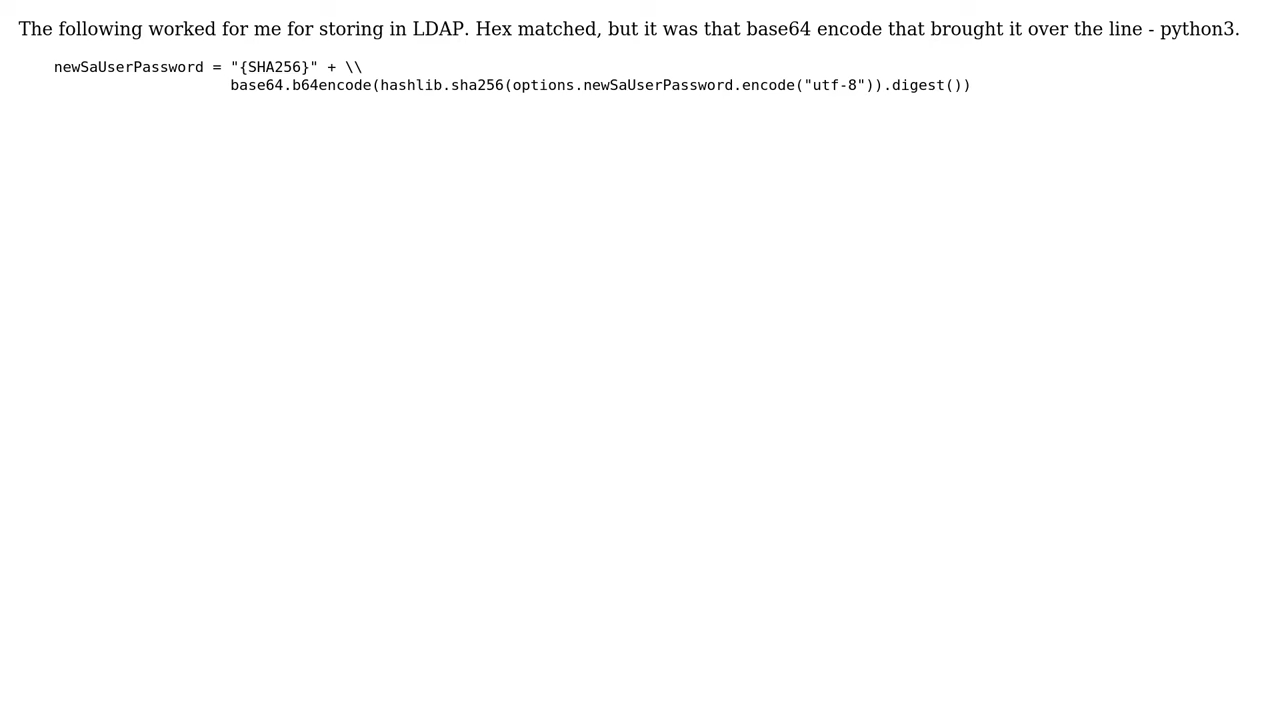 The following worked for me for storing in LDAP. Hex matched, but it was that base64 encode that brought it over the line - python3.
newSaUserPassword = "{SHA256}" + \\
base64.b64encode(hashlib.sha256(options.newSaUserPassword.encode("utf-8")).digest())